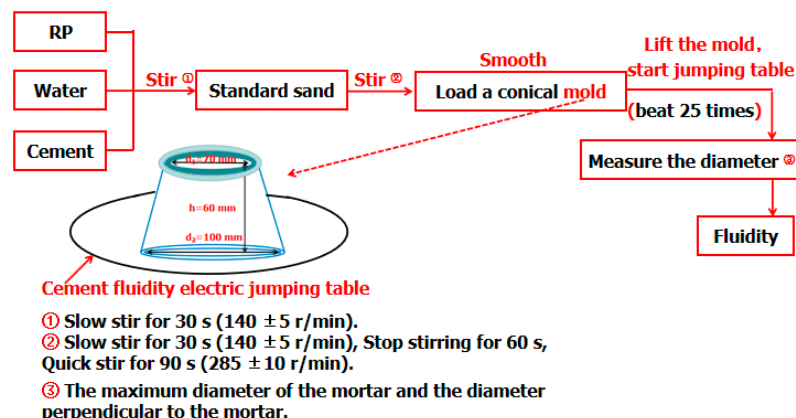 RP
Water
Cement
Stir ①
Standard sand
Stir ②
Smooth
Load a conical mold
Lift the mold,
start jumping table
(beat 25 times)
Measure the diameter ③
Fluidity
d₁=70 mm
h=60 mm
d₂=100 mm
Cement fluidity electric jumping table
① Slow stir for 30 s (140 ±5 r/min).
② Slow stir for 30 s (140 ±5 r/min), Stop stirring for 60 s,
Quick stir for 90 s (285 ±10 r/min).
③ The maximum diameter of the mortar and the diameter
perpendicular to the mortar.